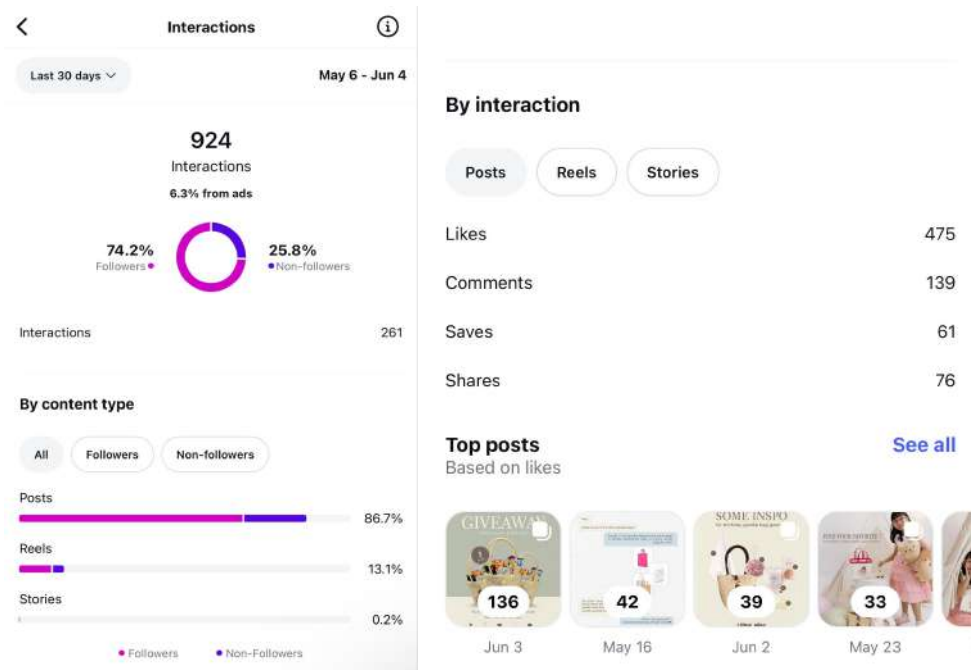 Interactions
Last 30 days
May 6 - Jun 4
924
Interactions
6.3% from ads
74.2%
Followers
25.8%
Non-followers
Interactions 261
By content type
All Followers Non-followers
Posts
86.7%
Reels
13.1%
Stories
0.2%
Followers Non-Followers
By interaction
Posts Reels Stories
Likes 475
Comments 139
Saves 61
Shares 76
Top posts See all
Based on likes
GIVEAWAY
136
Jun 3
42
May 16
SOME INSPO
39
Jun 2
33
May 23